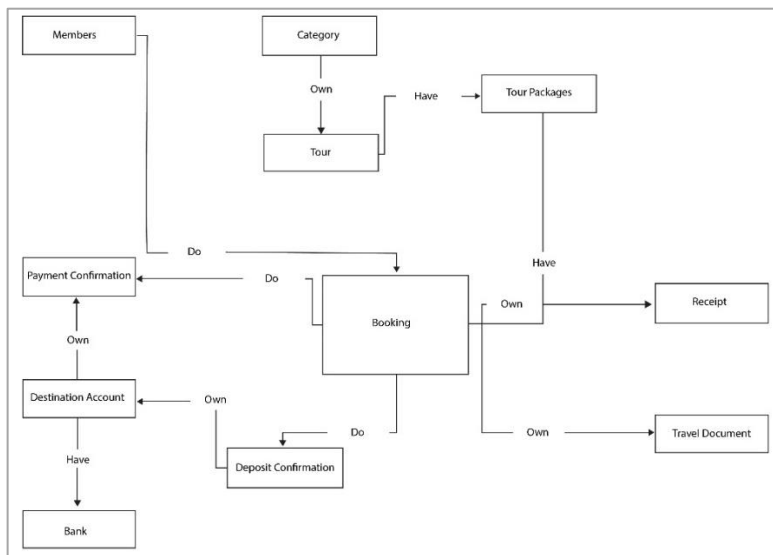 Members
Category
Own
Have
Tour Packages
Tour
Do
Have
Payment Confirmation
Do
Own
Receipt
Booking
Own
Destination Account
Own
Do
Own
Travel Document
Have
Deposit Confirmation
Bank